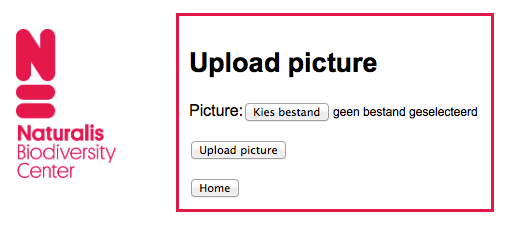 Naturalis
Biodiversity
Center
Upload picture
Picture: Kies bestand geen bestand geselecteerd
Upload picture
Home